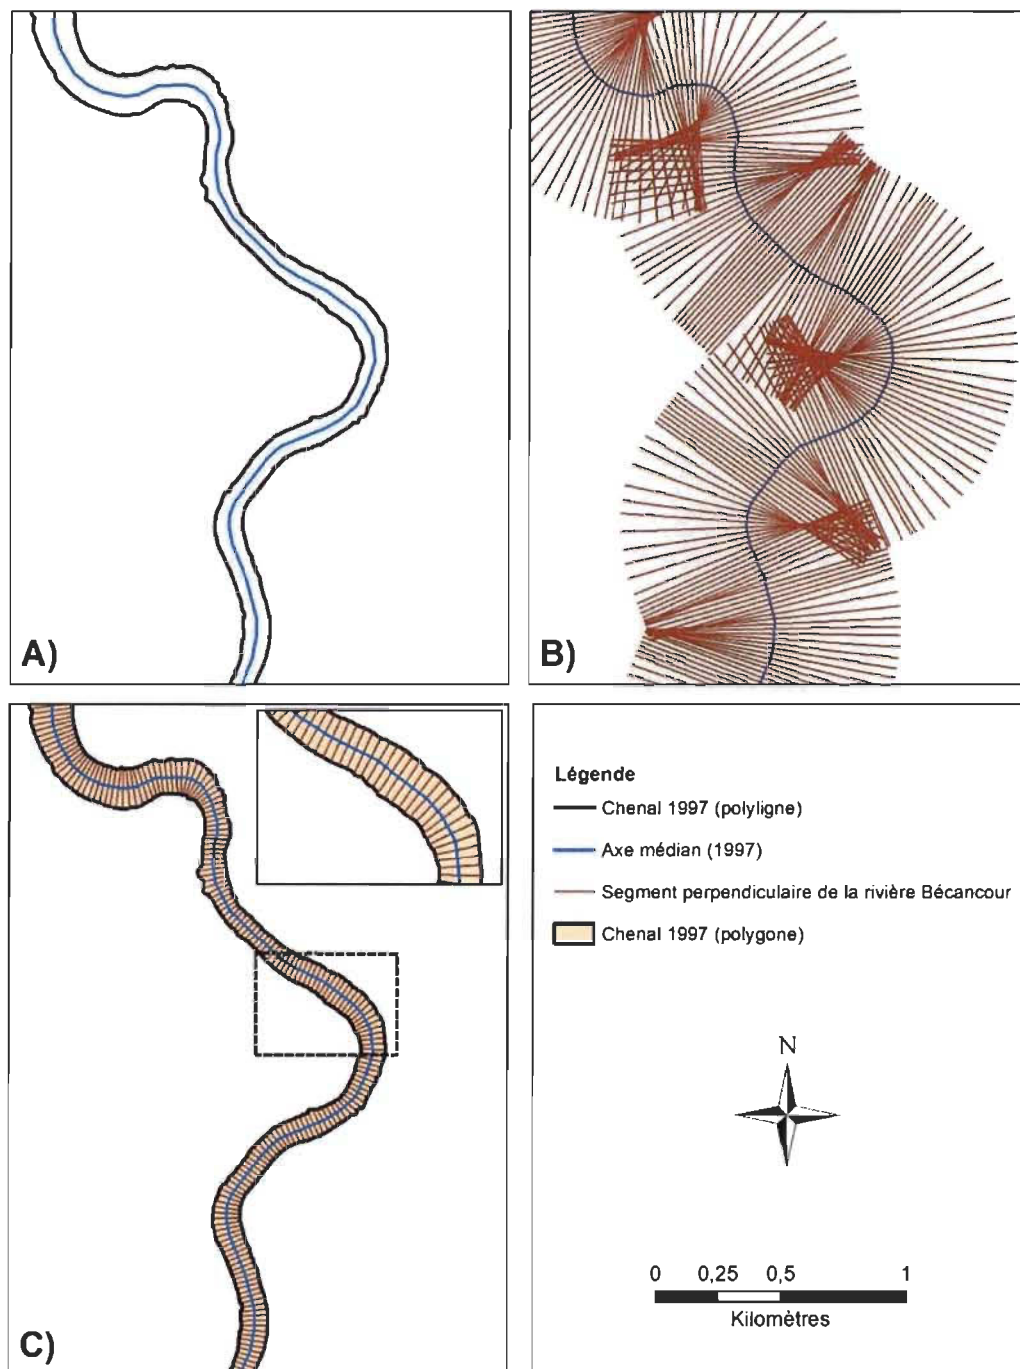 A)
B)
C)
Légende
Chenal 1997 (polyligne)
Axe médian (1997)
Segment perpendiculaire de la rivière Bécancour
Chenal 1997 (polygone)
N
0 0,25 0,5 1
Kilomètres